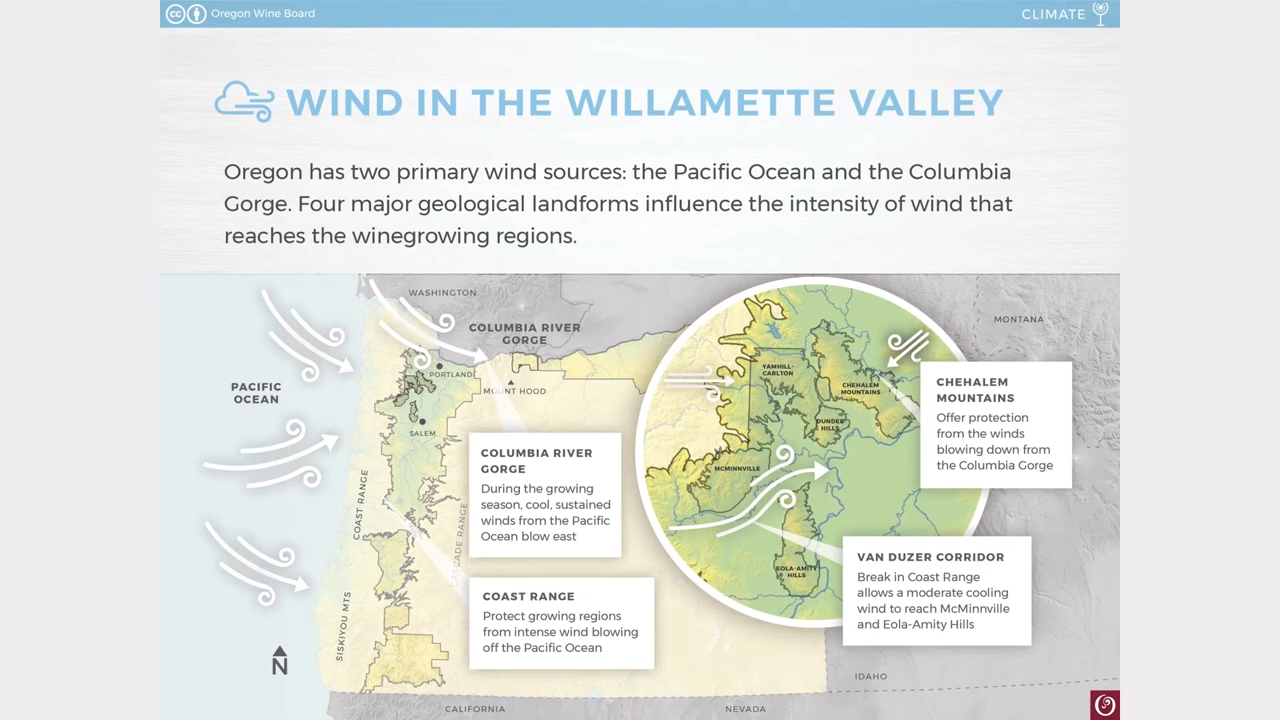 Oregon Wine Board
CLIMATE
WIND IN THE WILLAMETTE VALLEY
Oregon has two primary wind sources: the Pacific Ocean and the Columbia
Gorge. Four major geological landforms influence the intensity of wind that
reaches the winegrowing regions.
WASHINGTON
MONTANA
COLUMBIA RIVER
GORGE
PACIFIC
OCEAN
PORTLAND
MOUNT HOOD
SALEM
COAST RANGE
CASCADE RANGE
SISKIYOU MTS
N
COLUMBIA RIVER
GORGE
During the growing
season, cool, sustained
winds from the Pacific
Ocean blow east
COAST RANGE
Protect growing regions
from intense wind blowing
off the Pacific Ocean
YAMHILL-
CARLTON
CHEHALEM
MOUNTAINS
DUNDEE
HILLS
MCMINNVILLE
EOLA-AMITY
HILLS
CHEHALEM
MOUNTAINS
Offer protection
from the winds
blowing down from
the Columbia Gorge
VAN DUZER CORRIDOR
Break in Coast Range
allows a moderate cooling
wind to reach McMinnville
and Eola-Amity Hills
IDAHO
CALIFORNIA
NEVADA